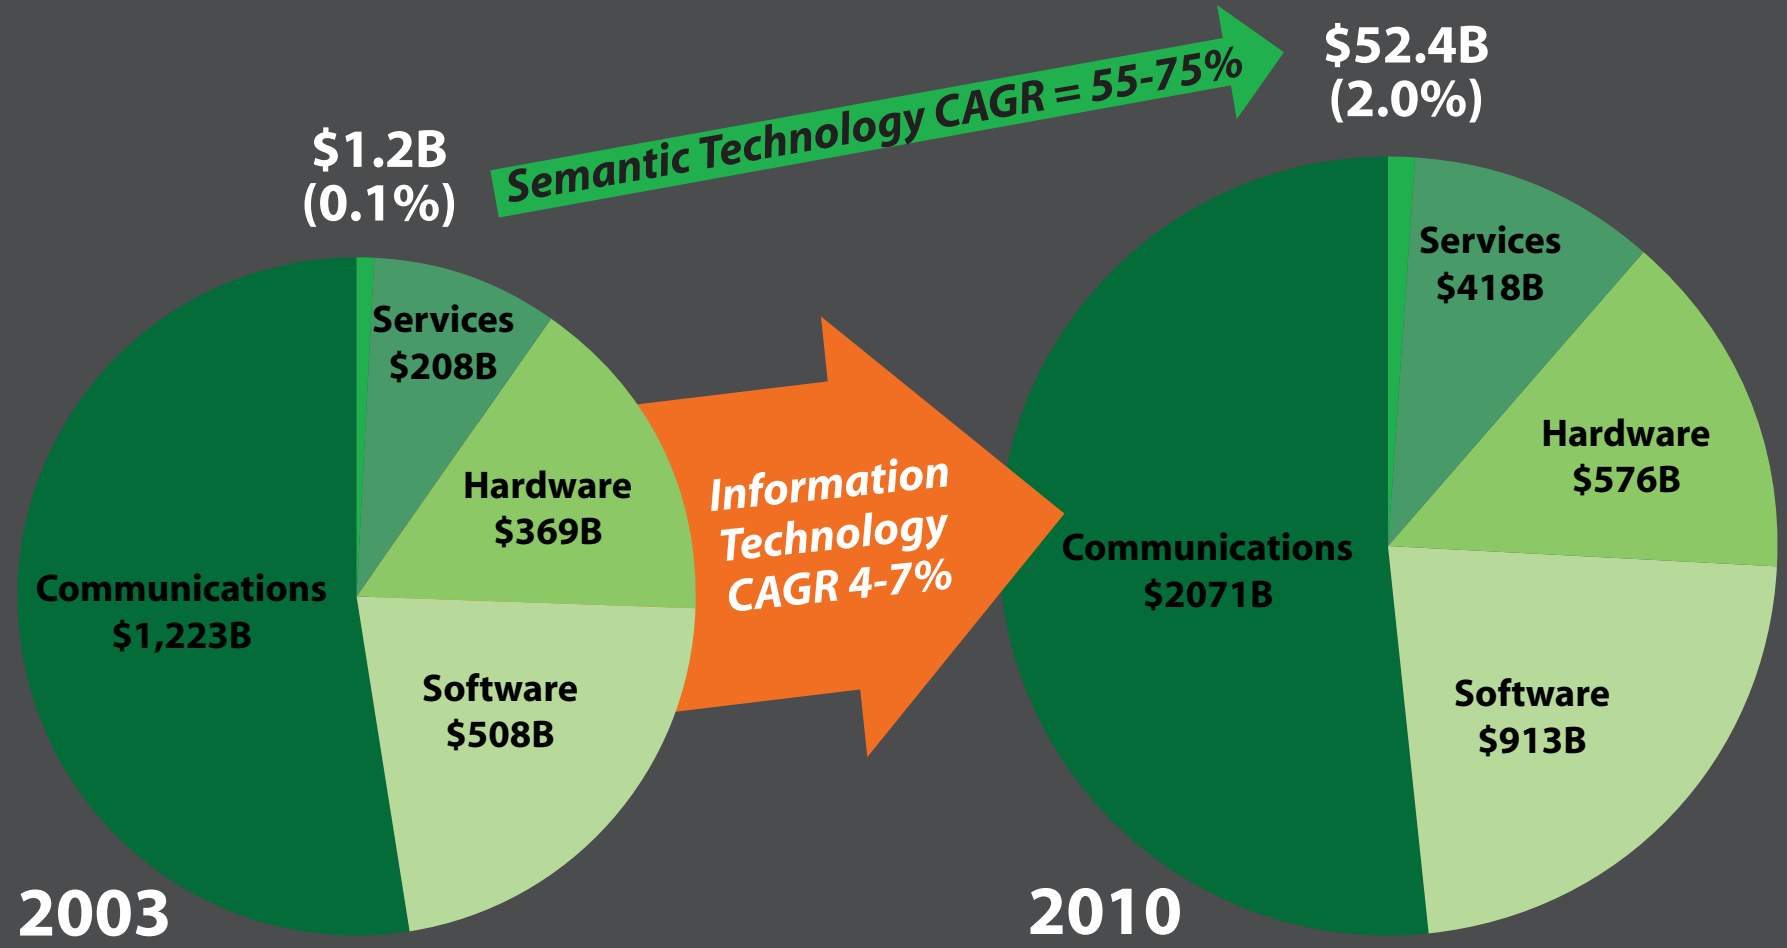 $1.2B
(0.1%)
Semantic Technology CAGR = 55-75%
$52.4B
(2.0%)
Services
$208B
Hardware
$369B
Communications
$1,223B
Software
$508B
2003
Information
Technology
CAGR 4-7%
Services
$418B
Hardware
$576B
Communications
$2071B
Software
$913B
2010